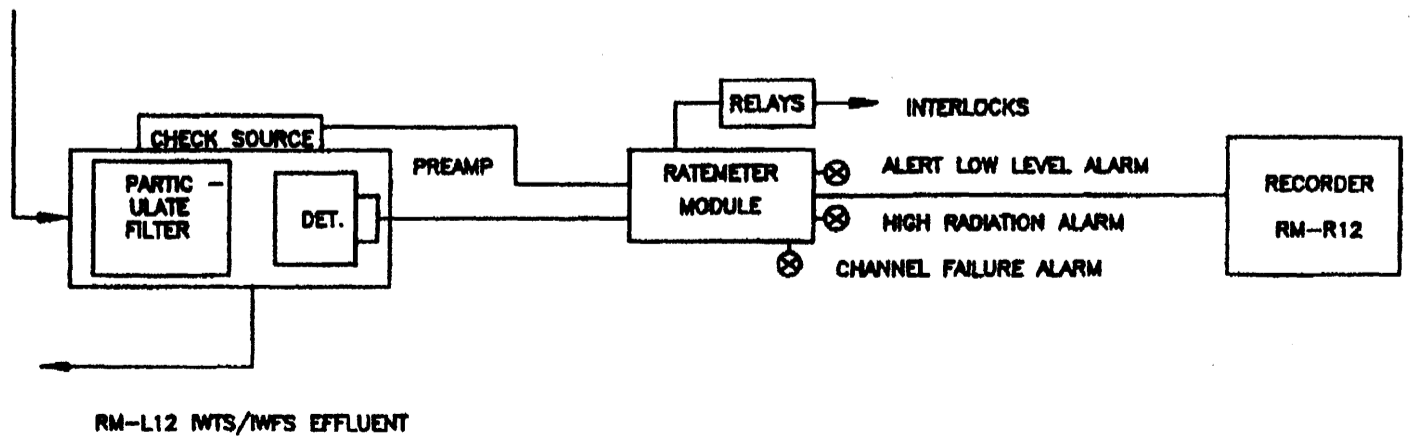 RELAYS
INTERLOCKS
CHECK SOURCE
PREAMP
PARTIC -
ULATE
FILTER
DET.
RATEMETER
MODULE
ALERT LOW LEVEL ALARM
HIGH RADIATION ALARM
CHANNEL FAILURE ALARM
RECORDER
RM-R12
RM-L12 IWTS/IWFS EFFLUENT